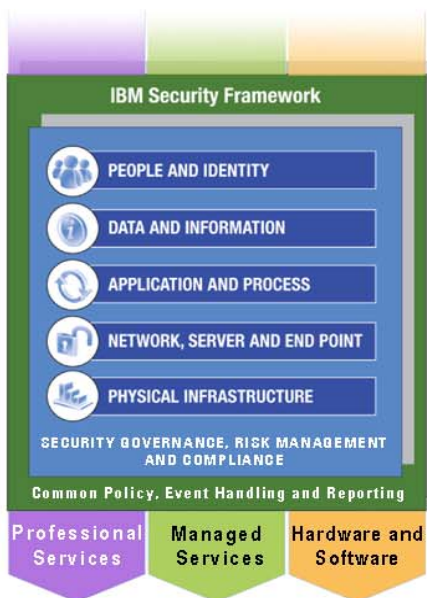 IBM Security Framework
PEOPLE AND IDENTITY
DATA AND INFORMATION
APPLICATION AND PROCESS
NETWORK, SERVER AND END POINT
PHYSICAL INFRASTRUCTURE
SECURITY GOVERNANCE, RISK MANAGEMENT
AND COMPLIANCE
Common Policy, Event Handling and Reporting
Professional
Services
Managed
Services
Hardware and
Software